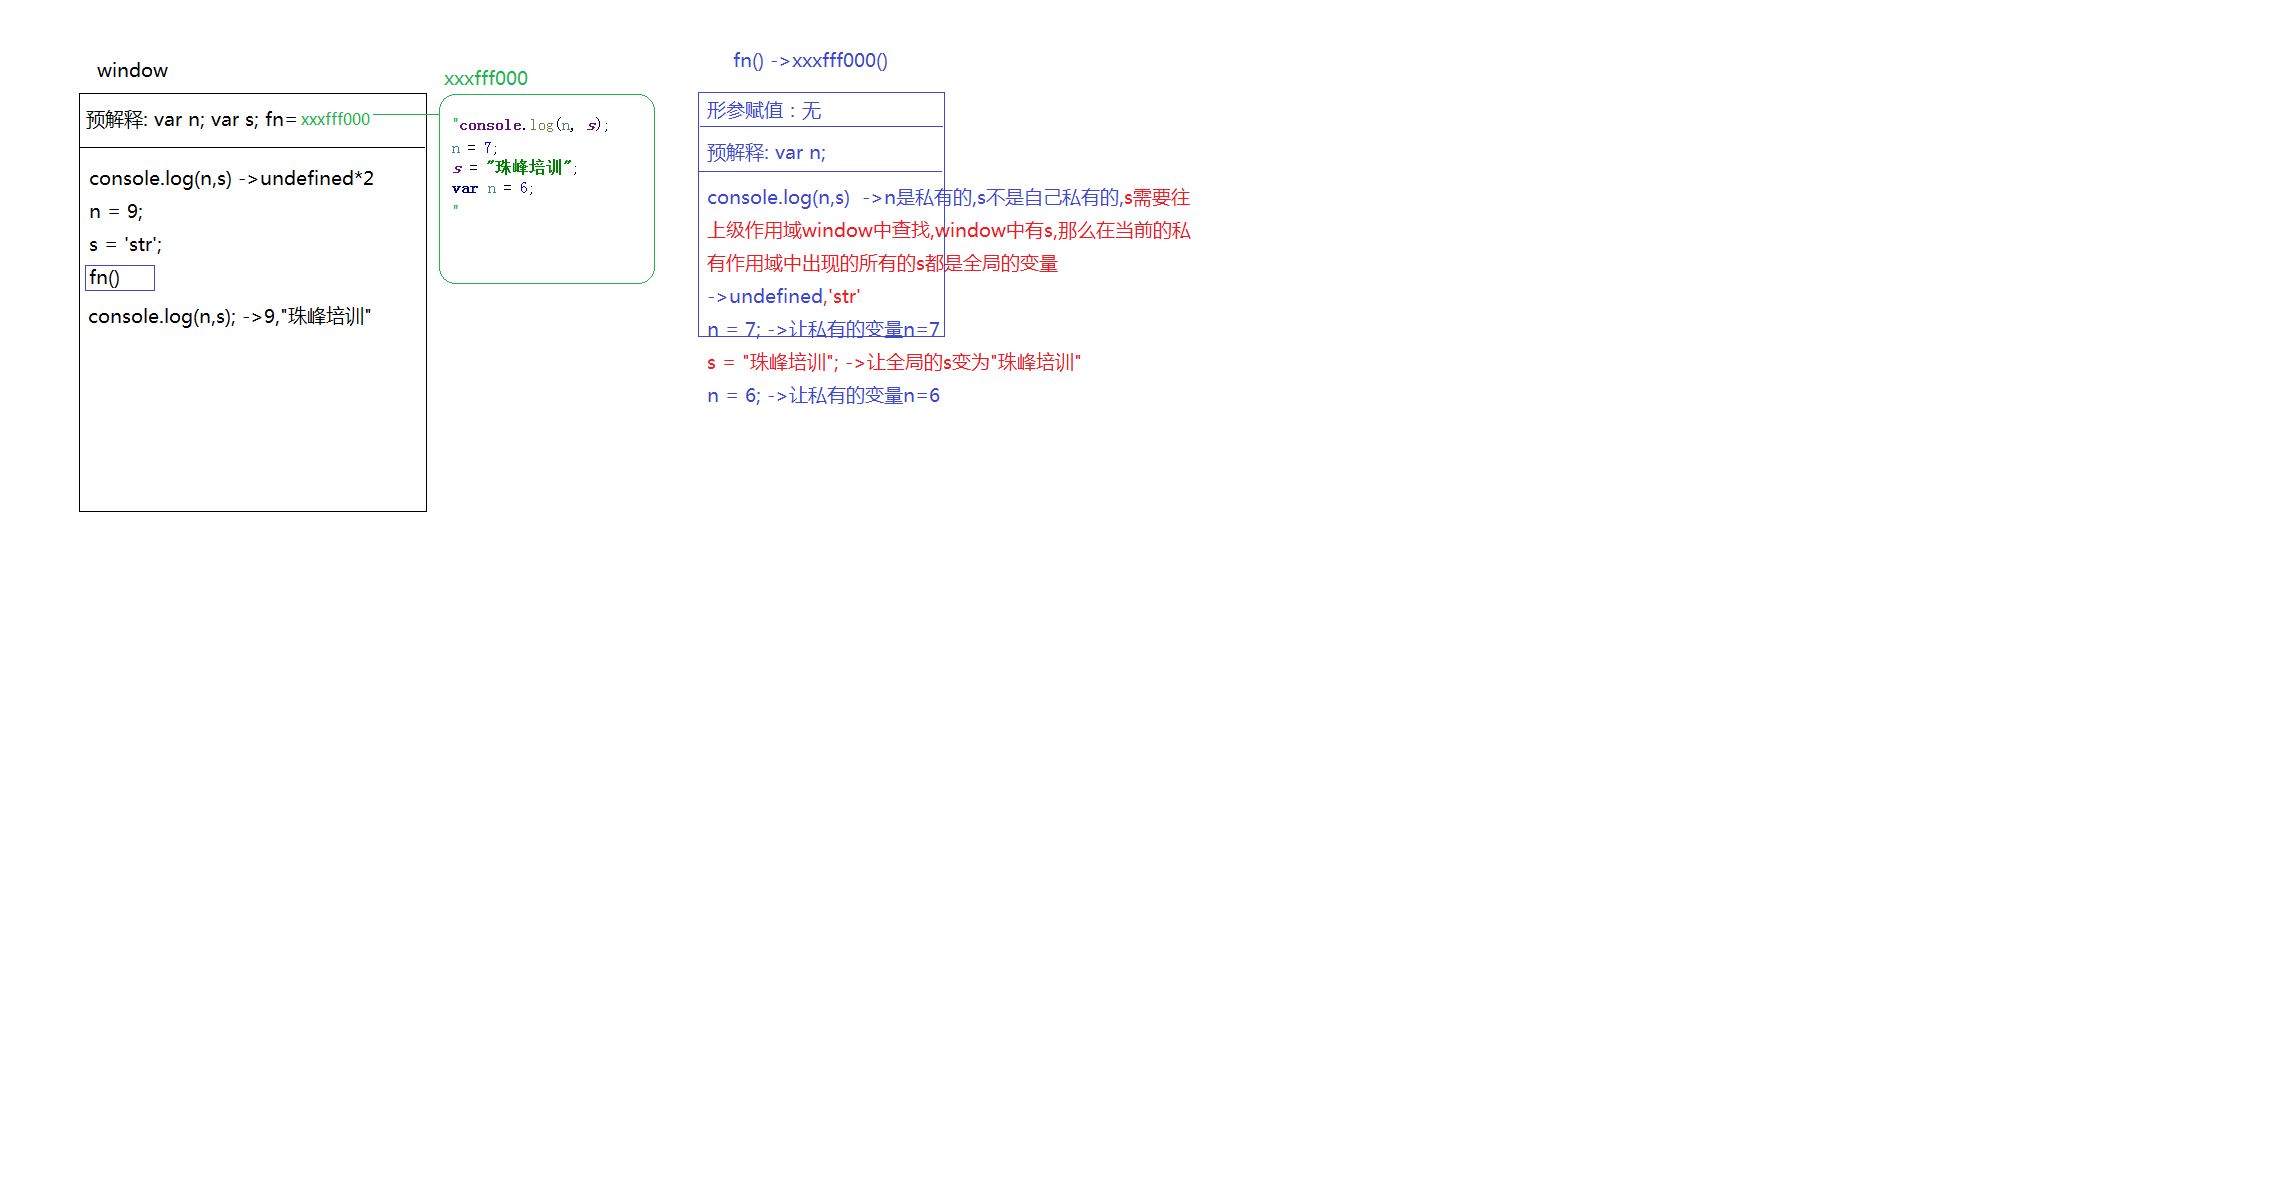 window
预解释: var n; var s; fn= xxxfff000
console.log(n,s) ->undefined*2
n = 9;
s = 'str';
fn()
console.log(n,s); ->9,"珠峰培训"
xxxfff000
"console.log(n, s);
n = 7;
s = "珠峰培训";
var n = 6;
"
fn() ->xxxfff000()
形参赋值：无
预解释: var n;
console.log(n,s)  ->n是私有的,s不是自己私有的,s需要往
上级作用域window中查找,window中有s,那么在当前的私
有作用域中出现的所有的s都是全局的变量
->undefined,'str'
n = 7; ->让私有的变量n=7
s = "珠峰培训"; ->让全局的s变为"珠峰培训"
n = 6; ->让私有的变量n=6